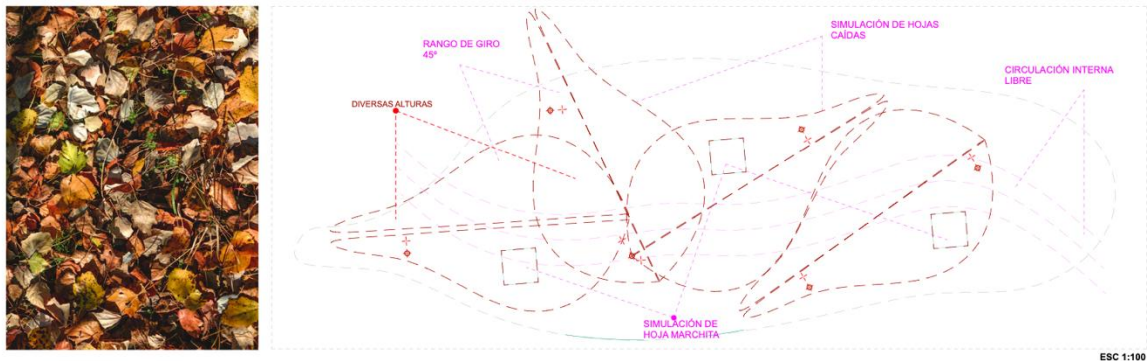 SIMULACIÓN DE HOJAS
CAÍDAS
RANGO DE GIRO
45º
CIRCULACIÓN INTERNA
LIBRE
DIVERSAS ALTURAS
SIMULACIÓN DE
HOJA MARCHITA
ESC 1:100